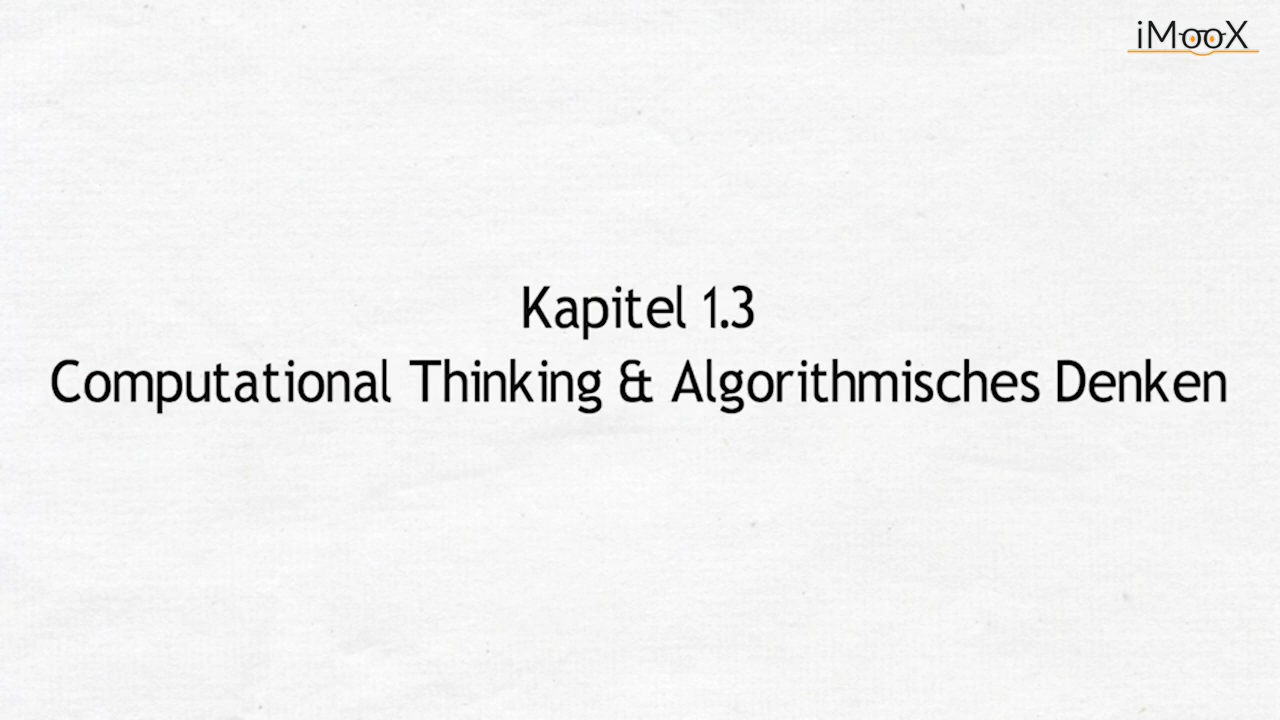 iMooX
Kapitel 1.3
Computational Thinking & Algorithmisches Denken